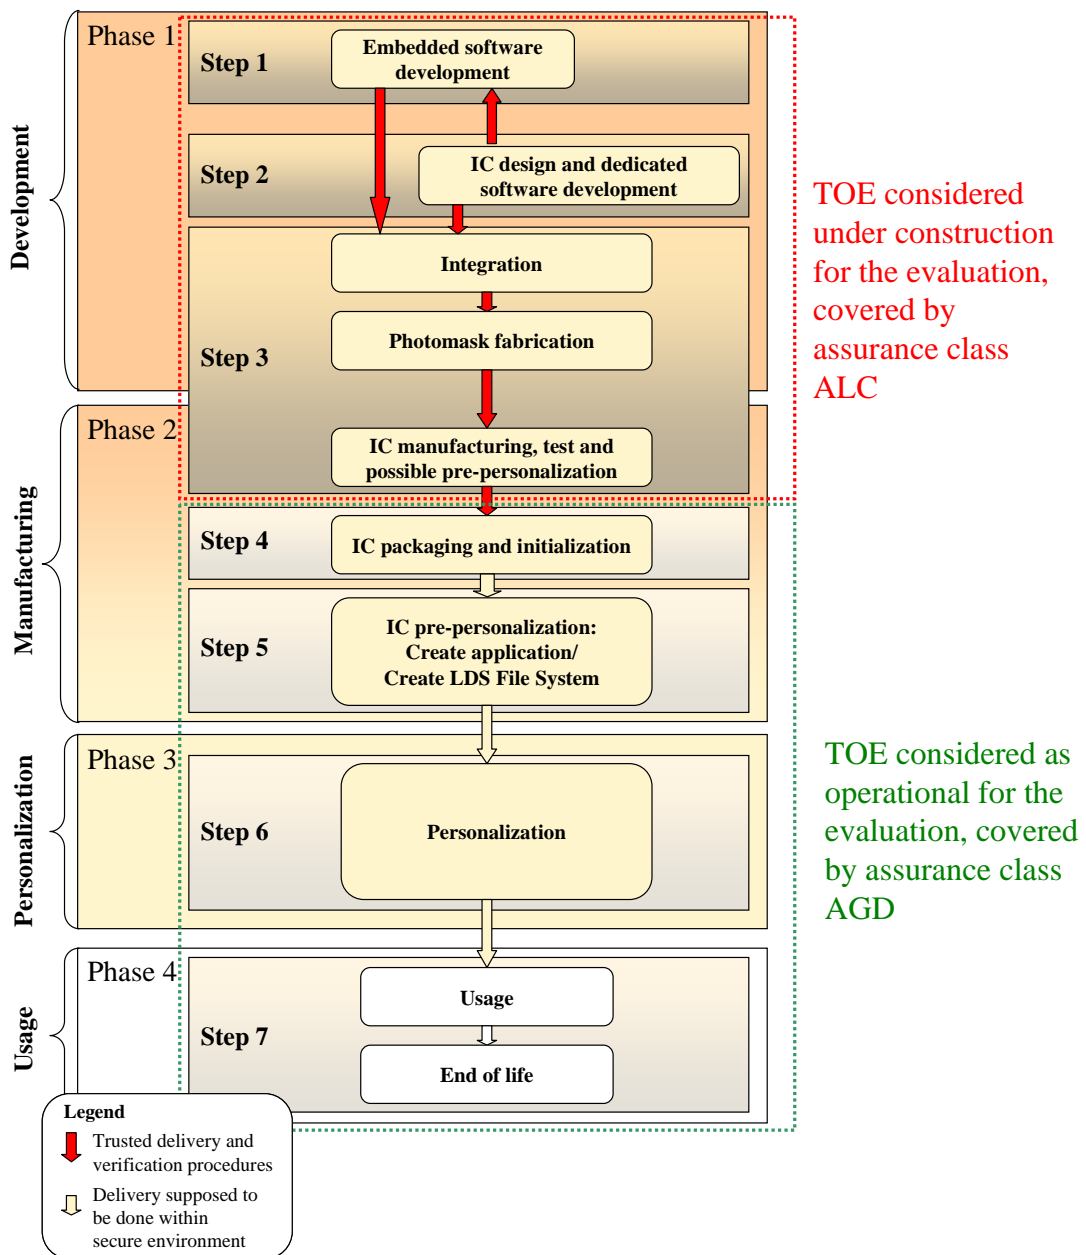 Development
Phase 1
Step 1
Embedded software
development
Step 2
IC design and dedicated
software development
Step 3
Integration
Photomask fabrication
TOE considered
under construction
for the evaluation,
covered by
assurance class
ALC
Manufacturing
Phase 2
IC manufacturing, test and
possible pre-personalization
Step 4
IC packaging and initialization
Step 5
IC pre-personalization:
Create application/
Create LDS File System
Personalization
Phase 3
Step 6
Personalization
TOE considered as
operational for the
evaluation, covered
by assurance class
AGD
Usage
Phase 4
Step 7
Usage
End of life
Legend
Trusted delivery and
verification procedures
Delivery supposed to
be done within
secure environment